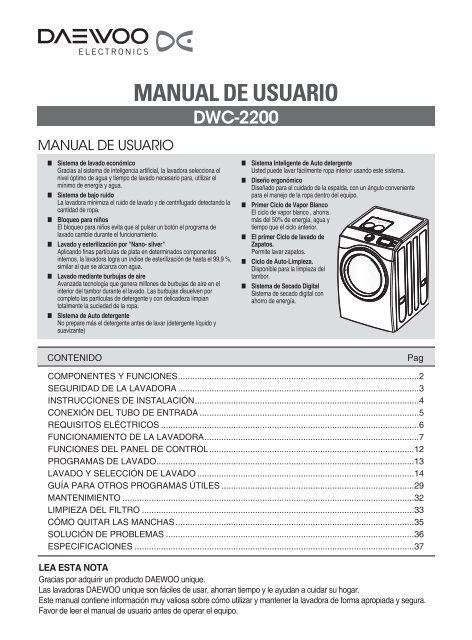 DAEWOO
ELECTRONICS
MANUAL DE USUARIO
DWC-2200
MANUAL DE USUARIO
■ Sistema de lavado económico
Gracias al sistema de inteligencia artificial, la lavadora selecciona el
nivel óptimo de agua y tiempo de lavado necesario para, utilizer el
mínimo de energía y agua.
■ Sistema de bajo ruido
La lavadora minimiza el ruido de lavado y de centrifugado detectando la
cantidad de ropa.
■ Bloqueo para niños
El bloqueo para niños evita que al pulsar un botón el programa de
lavado cambie durante el funcionamiento.
■ Lavado y esterilización por "Nano- silver"
Aplicando finas partículas de plata en determinados componentes
internos, la lavadora logra un índice de esterilización de hasta el 99,9 %,
similar al que se alcanza con agua.
■ Lavado mediante burbujas de aire
Avanzada tecnología que genera millones de burbujas de aire en el
interior del tambor durante el lavado. Las burbujas disuelven por
completo las partículas de detergente y con delicadeza limpian
totalmente la suciedad de la ropa.
■ Sistema de Auto detergente
No prepare más el detergente antes de lavar (detergente líquido y
suavizante)
■ Sistema Inteligente de Auto detergente
Usted puede lavar fácilmente ropa interior usando este sistema.
■ Diseño ergonómico
Diseñado para el cuidado de la espalda, con un ángulo conveniente
para el manejo de la ropa dentro del equipo.
■ Primer Ciclo de Vapor Blanco
El ciclo de vapor blanco , ahorra
más del 50% de energía, agua y
tiempo que el ciclo anterior.
■ El primer Ciclo de lavado de
Zapatos.
Permite lavar zapatos.
■ Ciclo de Auto-Limpieza.
Disponible para la limpieza del
tambor.
■ Sistema de Secado Digital
Sistema de secado digital con
ahorro de energía.
CONTENIDO Pag
COMPONENTES Y FUNCIONES....2
SEGURIDAD DE LA LAVADORA ....3
INSTRUCCIONES DE INSTALACIÓN....4
CONEXIÓN DEL TUBO DE ENTRADA....5
REQUISITOS ELÉCTRICOS ....6
FUNCIONAMIENTO DE LA LAVADORA....7
FUNCIONES DEL PANEL DE CONTROL....12
PROGRAMAS DE LAVADO....13
LAVADO Y SELECCIÓN DE LAVADO ....14
GUÍA PARA OTROS PROGRAMAS ÚTILES ....29
MANTENIMIENTO ....32
LIMPIEZA DEL FILTRO ....33
CÓMO QUITAR LAS MANCHAS....35
SOLUCIÓN DE PROBLEMAS ....36
ESPECIFICACIONES ....37
LEA ESTA NOTA
Gracias por adquirir un producto DAEWOO unique.
Las lavadoras DAEWOO unique son fáciles de usar, ahorran tiempo y le ayudan a cuidar su hogar.
Este manual contiene información muy valiosa sobre cómo utilizar y mantener la lavadora de forma apropiada y segura.
Favor de leer el manual de usuario antes de operar el equipo.